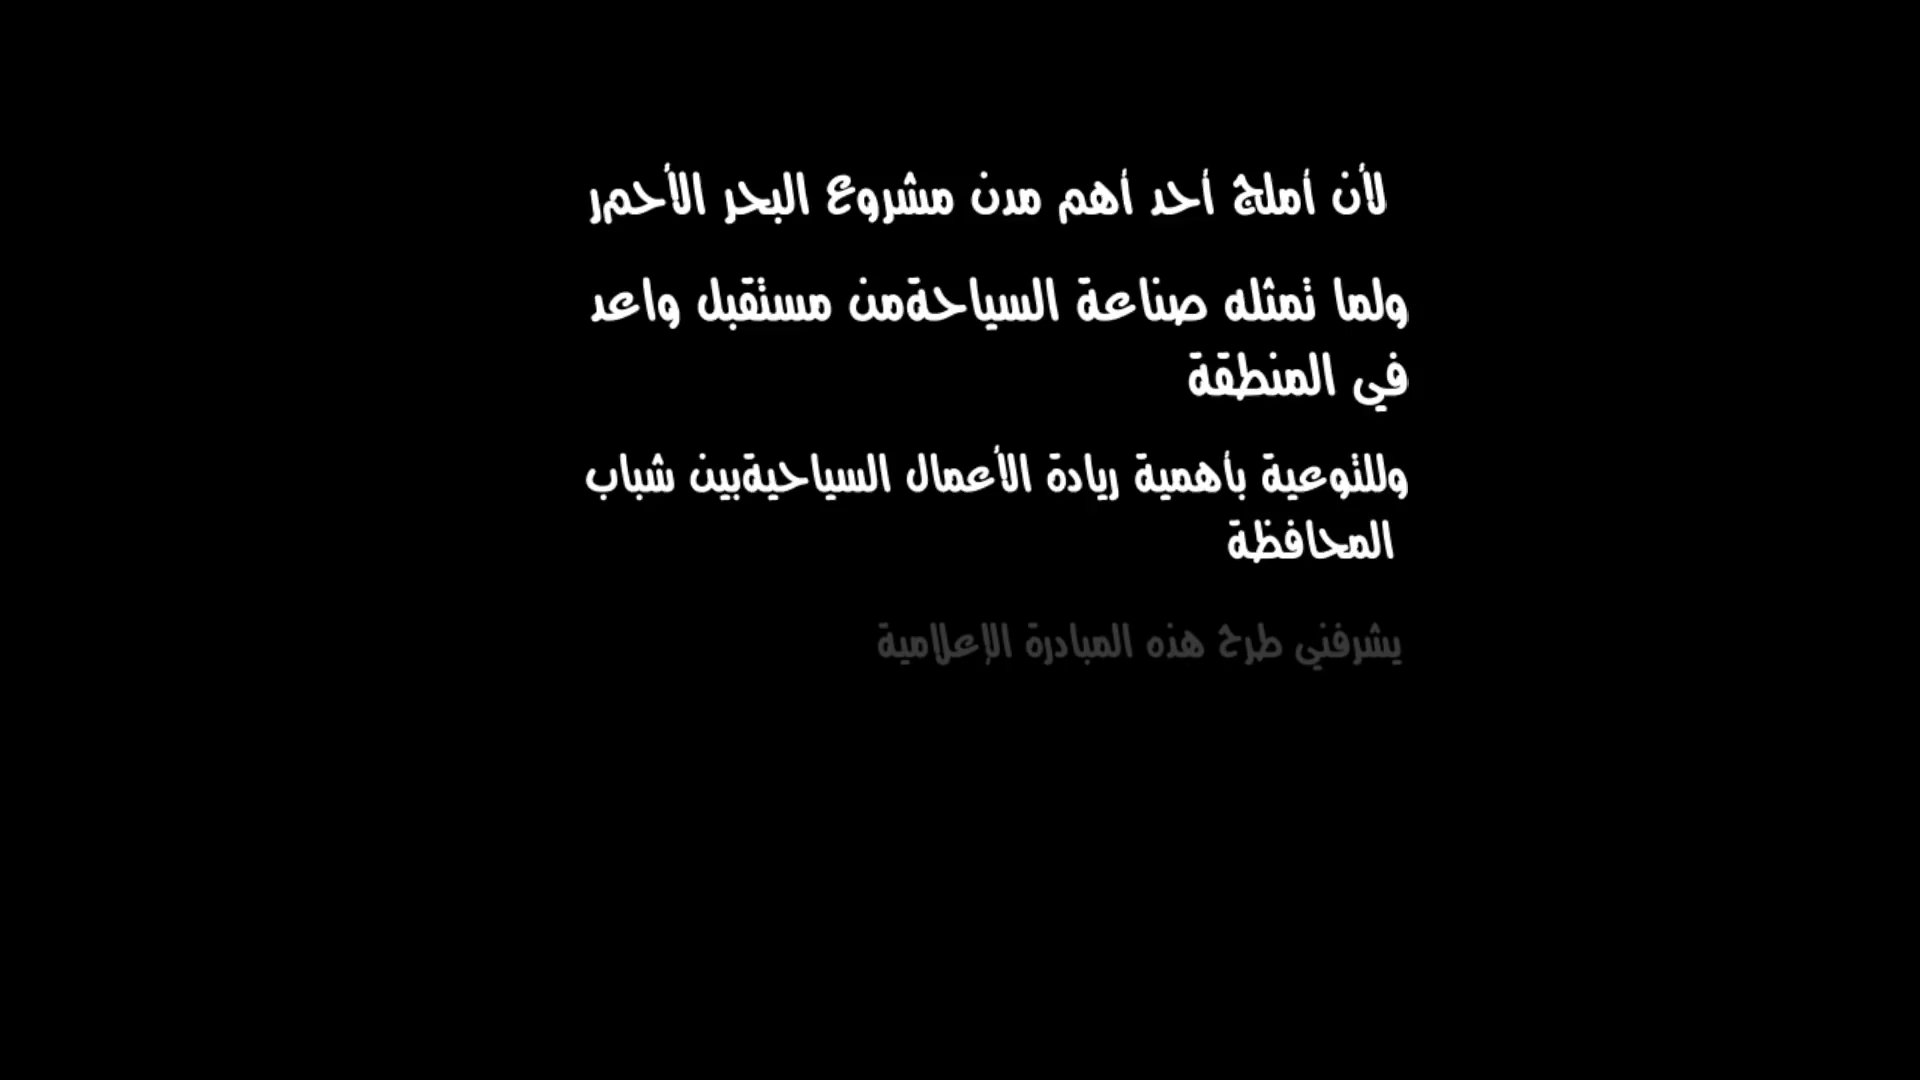 لأن أملج أحد أهم مدن مشروع البحر الأحمر
ولما تمثله صناعة السياحةمن مستقبل واعد
في المنطقة
وللتوعية بأهمية ريادة الأعمال السياحيةبين شباب
المحافظة
يشرفني طرح هذه المبادرة الإعلامية